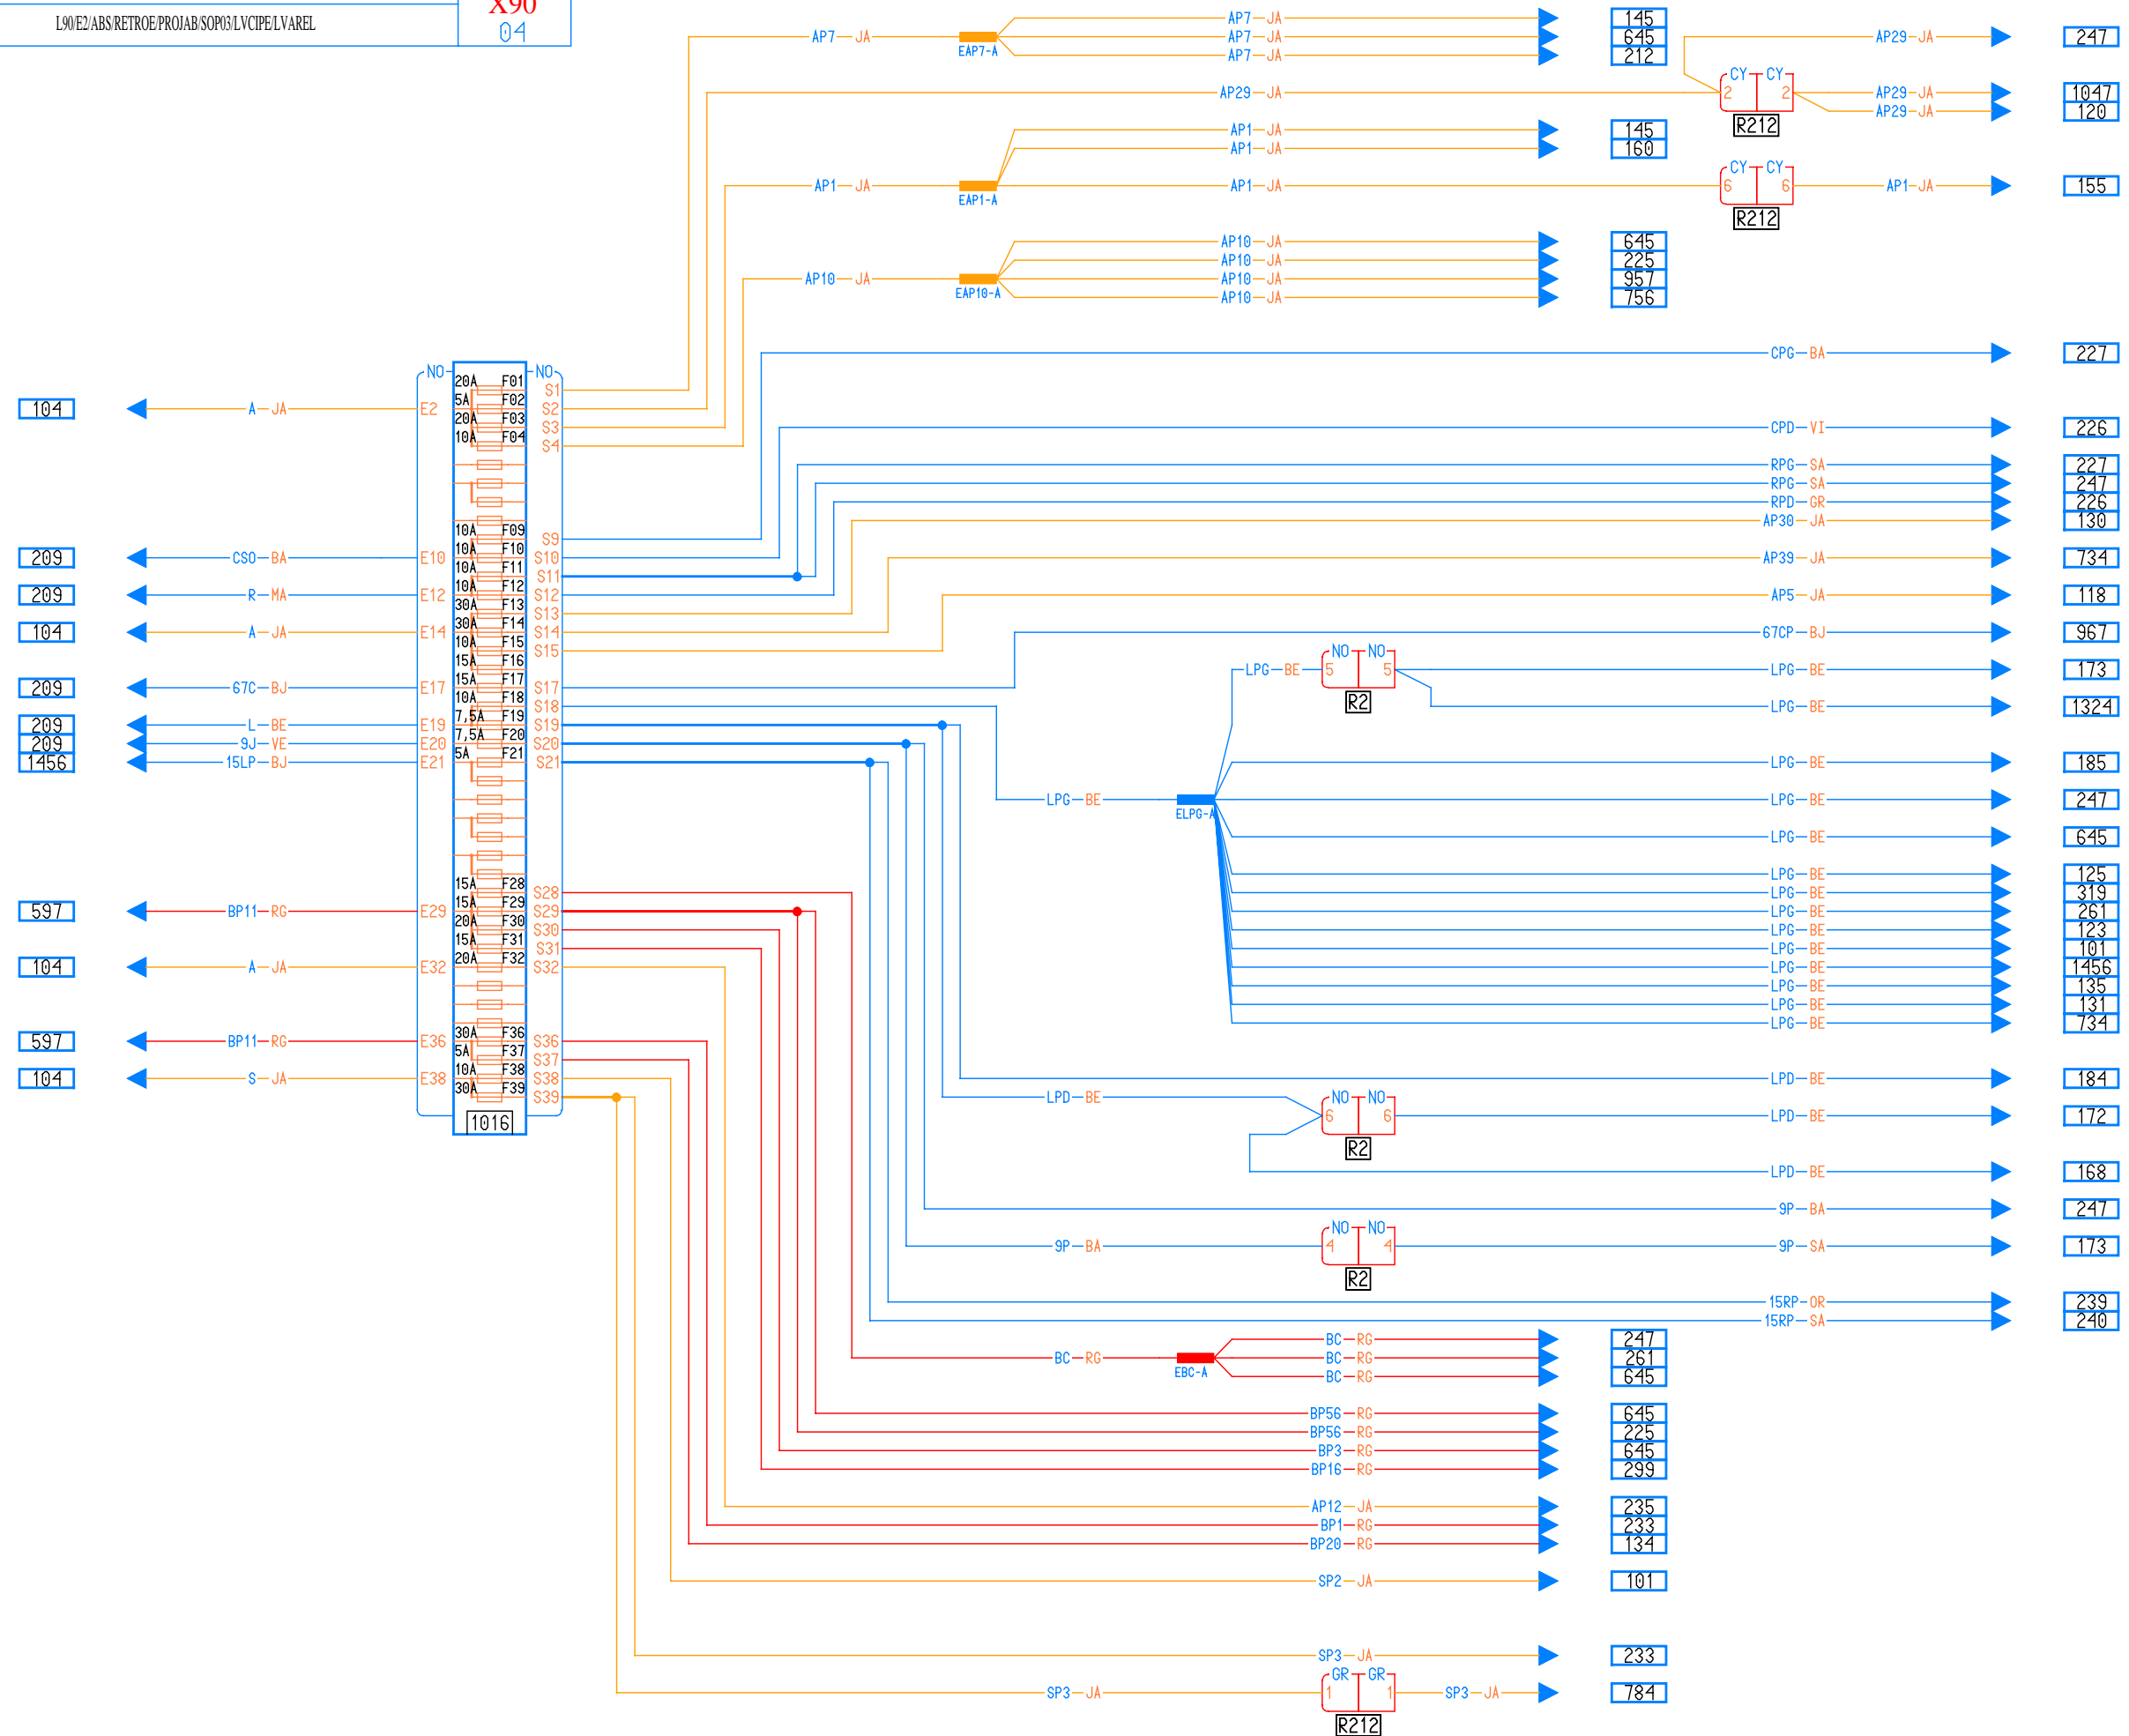 X90
L90/E2/ABS/RETROE/PROJAB/SOP03/LVCIPE/LVAREL
04
AP7 JA 145
AP7 JA EAP7-A AP7 JA 645
AP7 JA 212
AP29 JA 247
AP29 JA CY CY 2 2 R212 AP29 JA 1047
AP29 JA 120
AP1 JA 145
AP1 JA 160
AP1 JA EAP1-A AP1 JA CY CY 6 6 R212 AP1 JA 155
AP10 JA 645
AP10 JA 225
AP10 JA EAP10-A AP10 JA 957
AP10 JA 756
CPG BA 227
NO NO
20A F01 S1
104 A JA E2 5A F02 S2
20A F03 S3
10A F04 S4
CPD VI 226
RPG SA 227
RPG SA 247
RPD GR 226
AP30 JA 130
10A F09 S9
209 CSO BA E10 10A F10 S10
AP39 JA 734
10A F11 S11
209 R MA E12 10A F12 S12
AP5 JA 118
30A F13 S13
104 A JA E14 30A F14 S14
67CP BJ 967
10A F15 S15
15A F16
LPG BE NO NO 5 5 R2 LPG BE 173
209 67C BJ E17 15A F17 S17
10A F18 S18
LPG BE 1324
209 L BE E19 7,5A F19 S19
209 9J VE E20 7,5A F20 S20
1456 15LP BJ E21 5A F21 S21
LPG BE 185
LPG BE ELPG-A LPG BE 247
LPG BE 645
LPG BE 125
15A F28 S28
LPG BE 319
597 BP11 RG E29 15A F29 S29
LPG BE 261
20A F30 S30
LPG BE 123
15A F31 S31
LPG BE 101
104 A JA E32 20A F32 S32
LPG BE 1456
LPG BE 135
LPG BE 131
LPG BE 734
597 BP11 RG E36 30A F36 S36
5A F37 S37
104 S JA E38 10A F38 S38
LPD BE 184
30A F39 S39
1016
LPD BE NO NO 6 6 R2 LPD BE 172
LPD BE 168
9P BA 247
9P BA NO NO 4 4 R2 9P SA 173
15RP OR 239
15RP SA 240
BC RG 247
BC RG EBC-A BC RG 261
BC RG 645
BP56 RG 645
BP56 RG 225
BP3 RG 645
BP16 RG 299
AP12 JA 235
BP1 RG 233
BP20 RG 134
SP2 JA 101
SP3 JA 233
SP3 JA GR GR 1 1 R212 SP3 JA 784